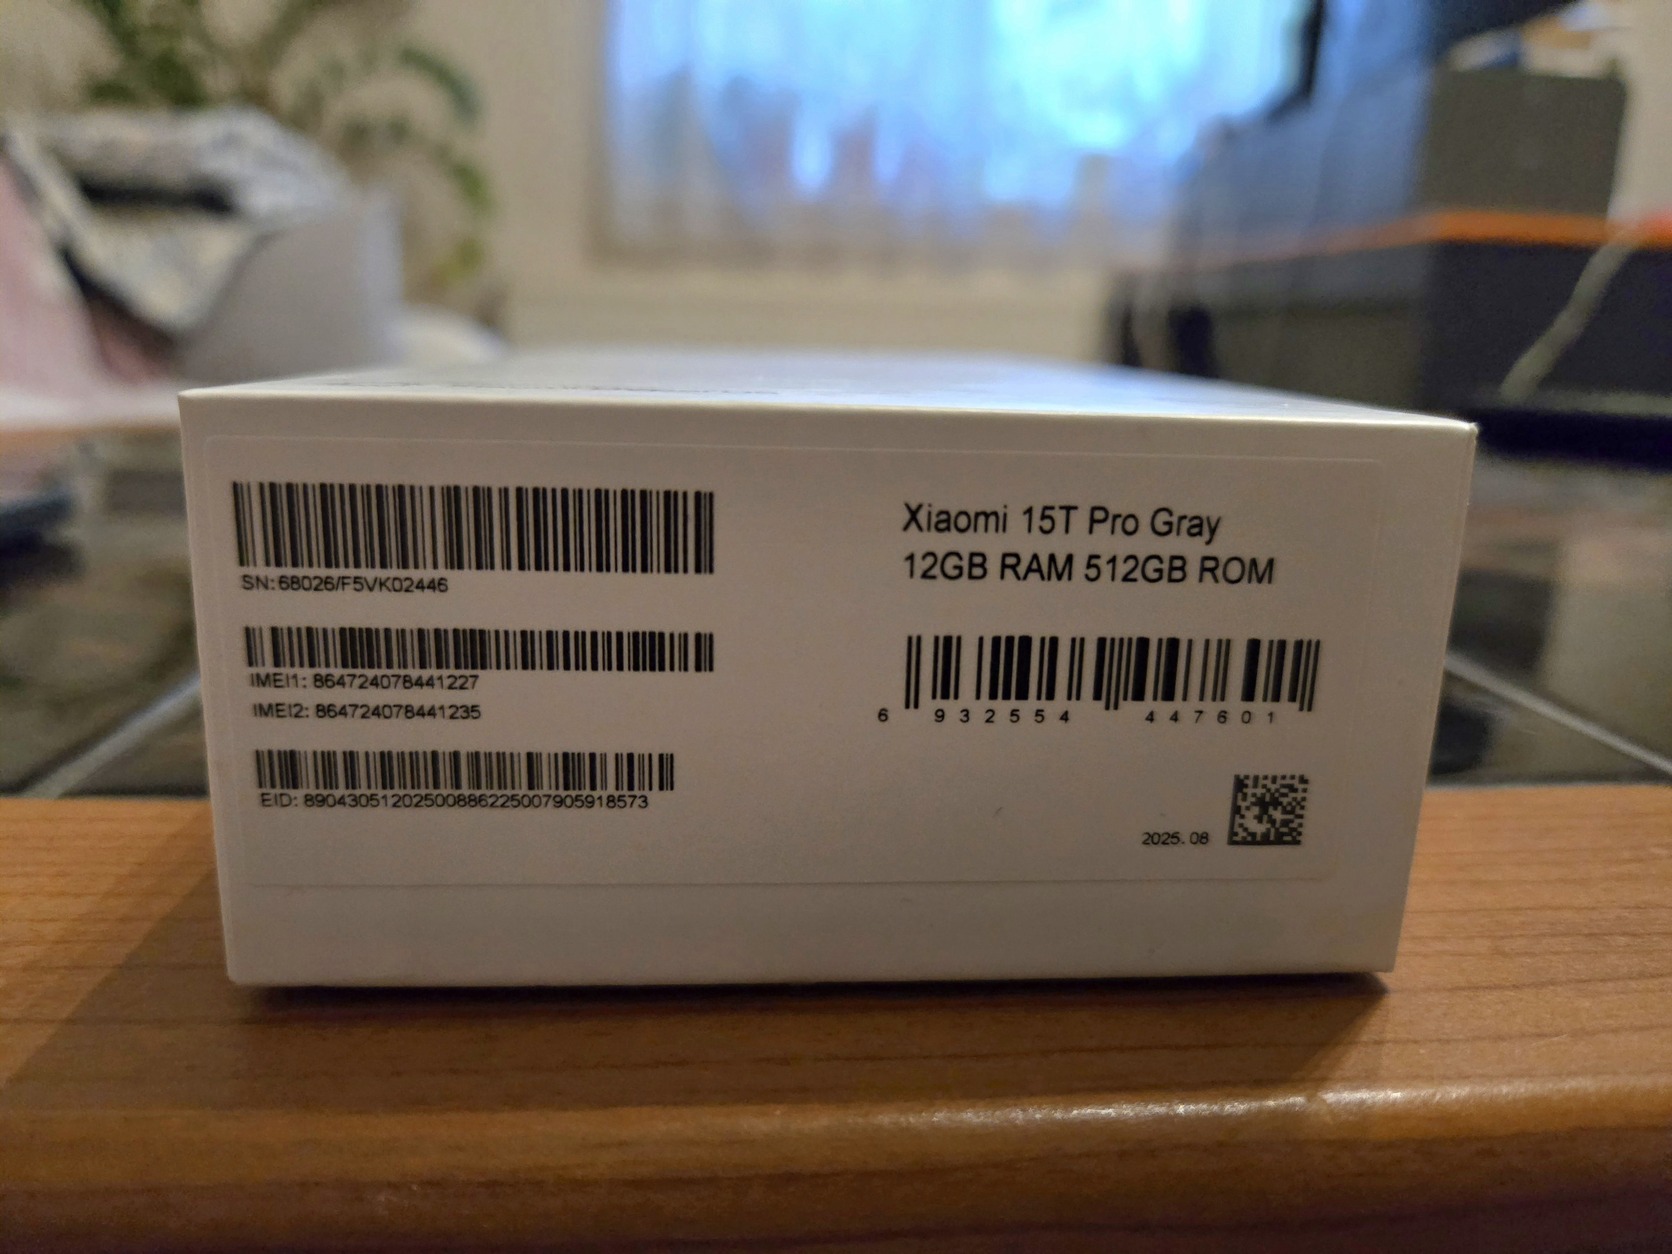 SN: 68026/F5VK02446
IMEI1: 864724078441227
IMEI2: 864724078441235
EID: 89043051202500886225007905918573
Xiaomi 15T Pro Gray
12GB RAM 512GB ROM
6 932554 447601
2025.08